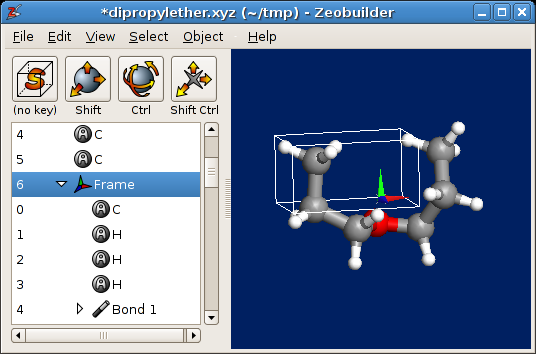 *dipropylether.xyz (~/tmp) - Zeobuilder
File Edit View Select Object Help
S
(no key) Shift Ctrl Shift Ctrl
4 A C
5 A C
6 Frame
0 A C
1 A H
2 A H
3 A H
4 Bond 1